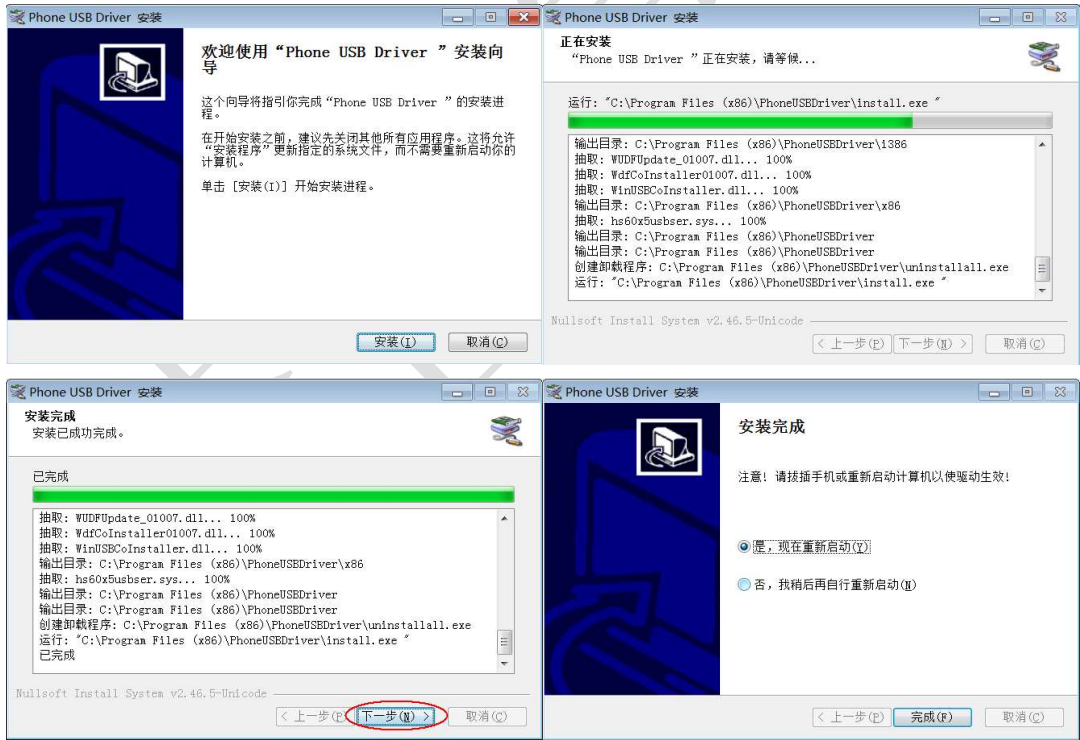 Phone USB Driver 安装
欢迎使用“Phone USB Driver ”安装向
导
这个向导将指引你完成“Phone USB Driver ”的安装进
程。
在开始安装之前，建议先关闭其他所有应用程序。这将允许
“安装程序”更新指定的系统文件，而不需要重新启动你的
计算机。
单击 [安装(I)] 开始安装进程。
安装(I)
取消(C)
Phone USB Driver 安装
正在安装
“Phone USB Driver ”正在安装，请等候...
运行: "C:\Program Files (x86)\PhoneUSBDriver\install.exe "
输出目录: C:\Program Files (x86)\PhoneUSBDriver\i386
抽取: WUDFUpdate_01007.dll... 100%
抽取: WdfCoInstaller01007.dll... 100%
抽取: WinUSBCoInstaller.dll... 100%
输出目录: C:\Program Files (x86)\PhoneUSBDriver\x86
抽取: hs60x5usbser.sys... 100%
输出目录: C:\Program Files (x86)\PhoneUSBDriver
输出目录: C:\Program Files (x86)\PhoneUSBDriver
创建卸载程序: C:\Program Files (x86)\PhoneUSBDriver\uninstallall.exe
运行: "C:\Program Files (x86)\PhoneUSBDriver\install.exe "
Nullsoft Install System v2.46.5-Unicode
< 上一步(P)
下一步(N) >
取消(C)
Phone USB Driver 安装
安装完成
安装已成功完成。
已完成
抽取: WUDFUpdate_01007.dll... 100%
抽取: WdfCoInstaller01007.dll... 100%
抽取: WinUSBCoInstaller.dll... 100%
输出目录: C:\Program Files (x86)\PhoneUSBDriver\x86
抽取: hs60x5usbser.sys... 100%
输出目录: C:\Program Files (x86)\PhoneUSBDriver
输出目录: C:\Program Files (x86)\PhoneUSBDriver
创建卸载程序: C:\Program Files (x86)\PhoneUSBDriver\uninstallall.exe
运行: "C:\Program Files (x86)\PhoneUSBDriver\install.exe "
已完成
Nullsoft Install System v2.46.5-Unicode
< 上一步(P)
下一步(N) >
取消(C)
Phone USB Driver 安装
安装完成
注意! 请拔插手机或重新启动计算机以使驱动生效!
是，现在重新启动(Y)
否，我稍后再自行重新启动(N)
< 上一步(P)
完成(F)
取消(C)